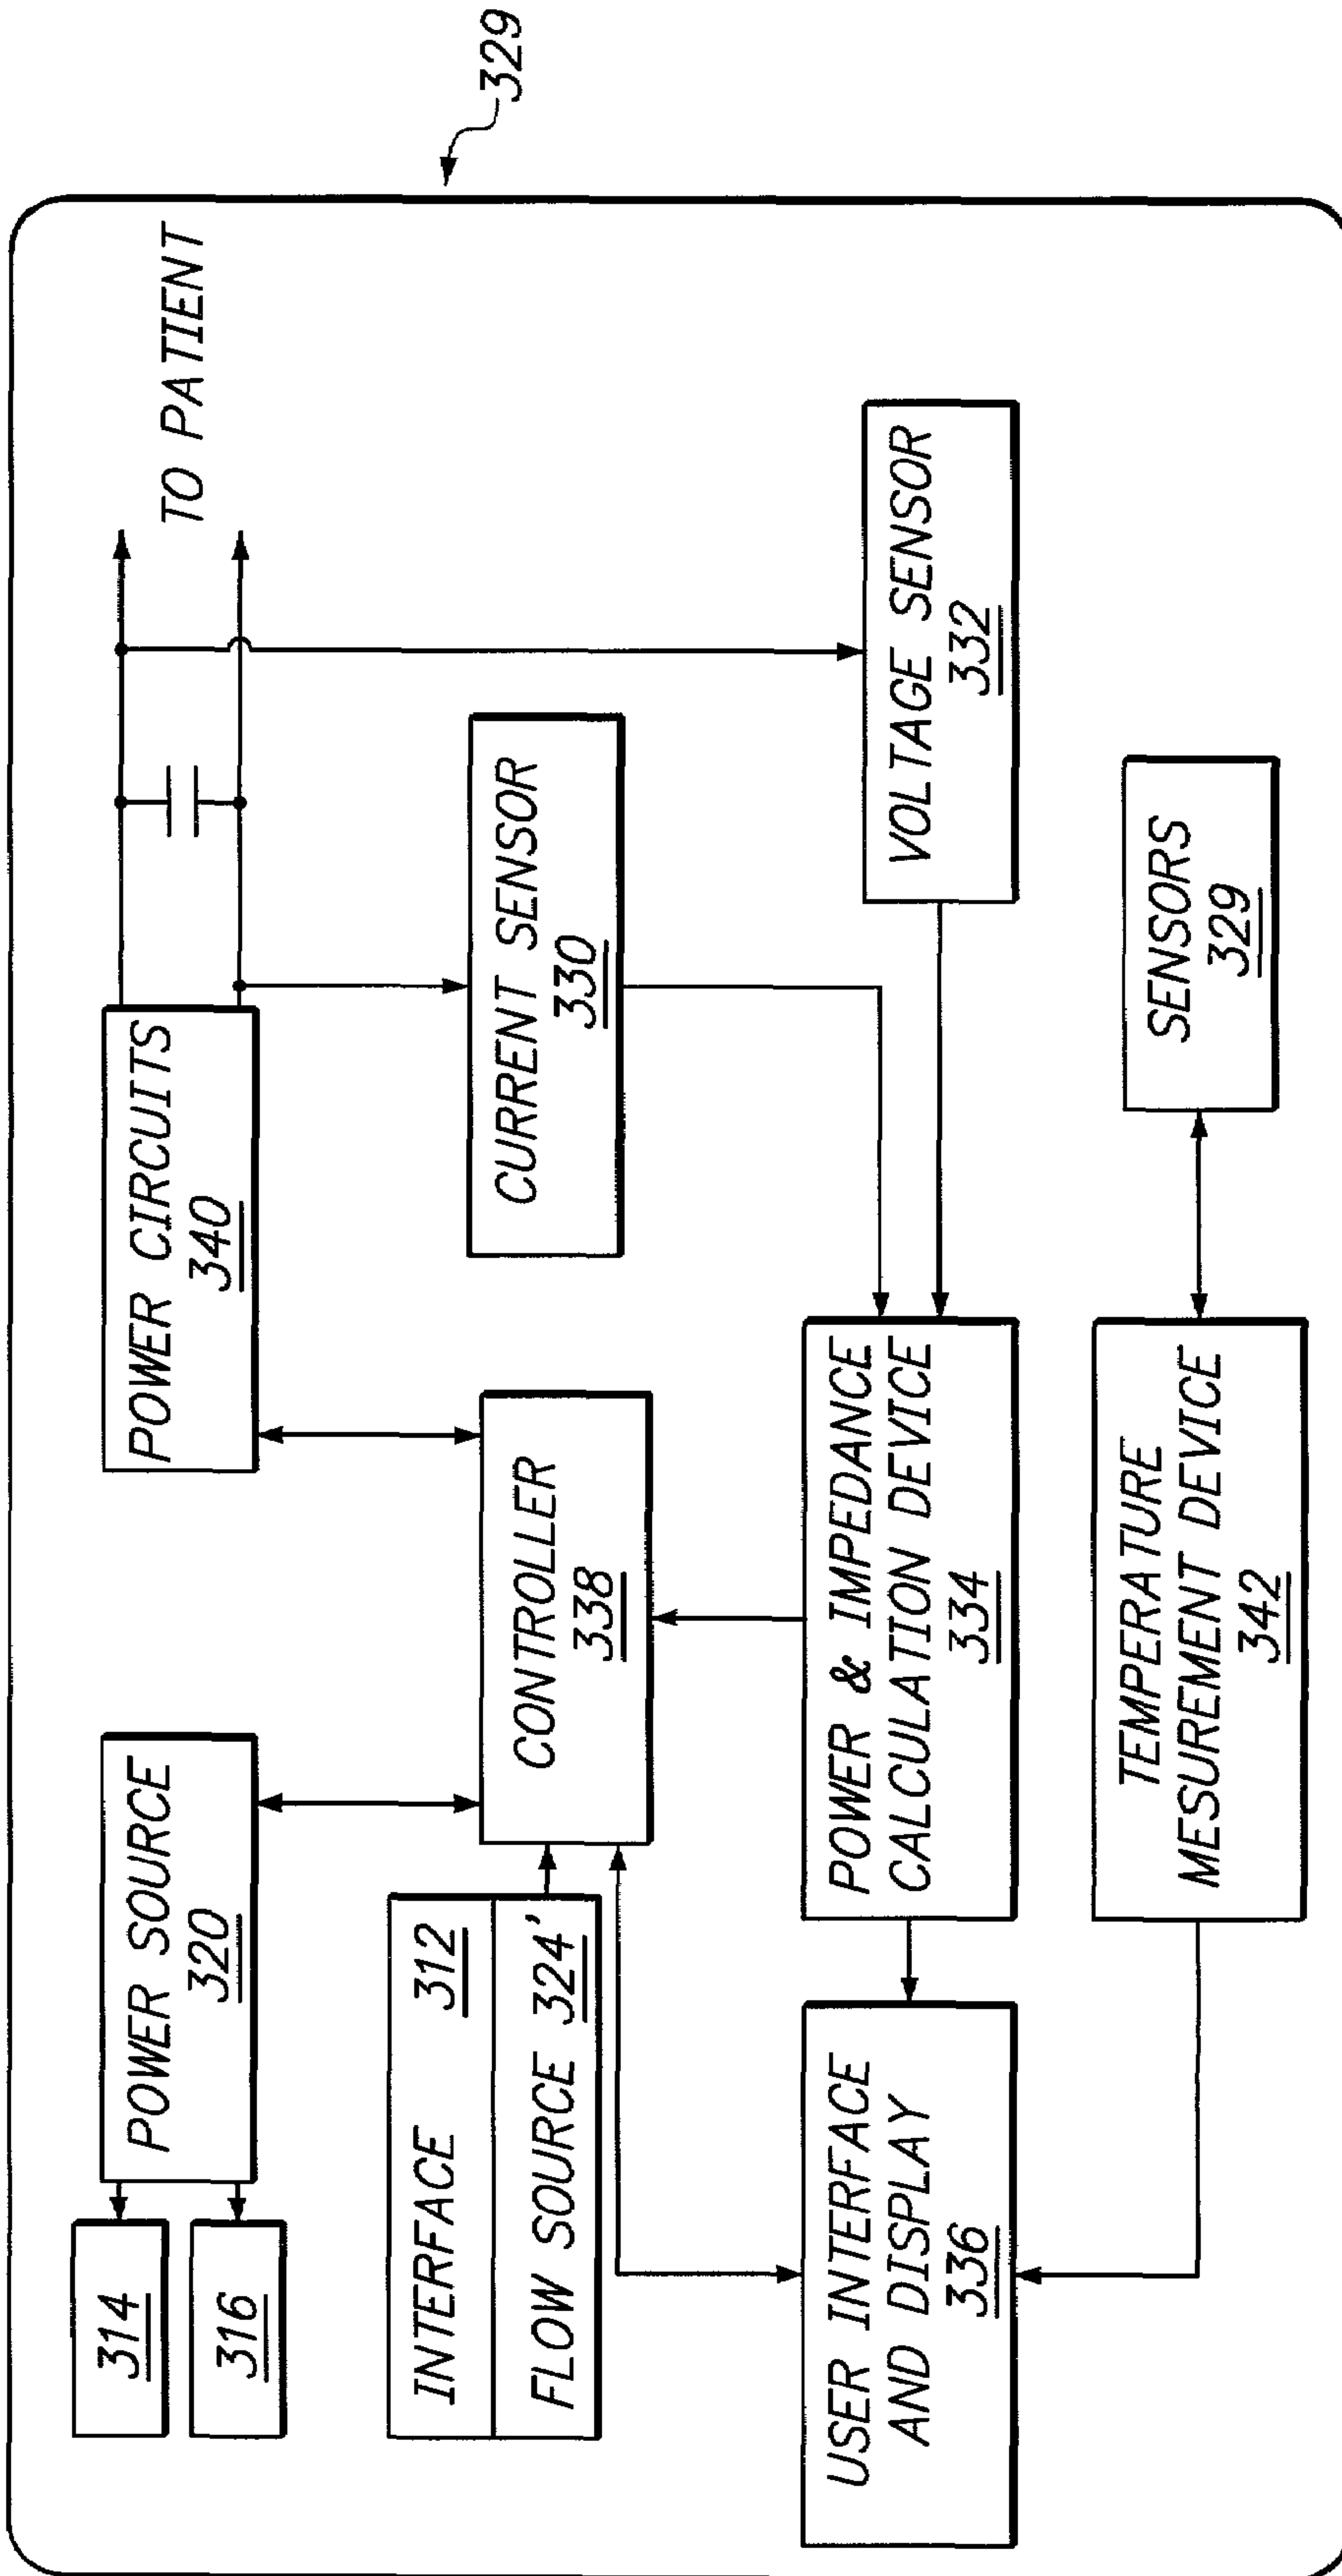 329
314
316
POWER SOURCE
320
POWER CIRCUITS
340
TO PATIENT
INTERFACE 312
FLOW SOURCE 324'
CONTROLLER
338
CURRENT SENSOR
330
USER INTERFACE
AND DISPLAY
336
POWER & IMPEDANCE
CALCULATION DEVICE
334
VOLTAGE SENSOR
332
TEMPERATURE
MESUREMENT DEVICE
342
SENSORS
329